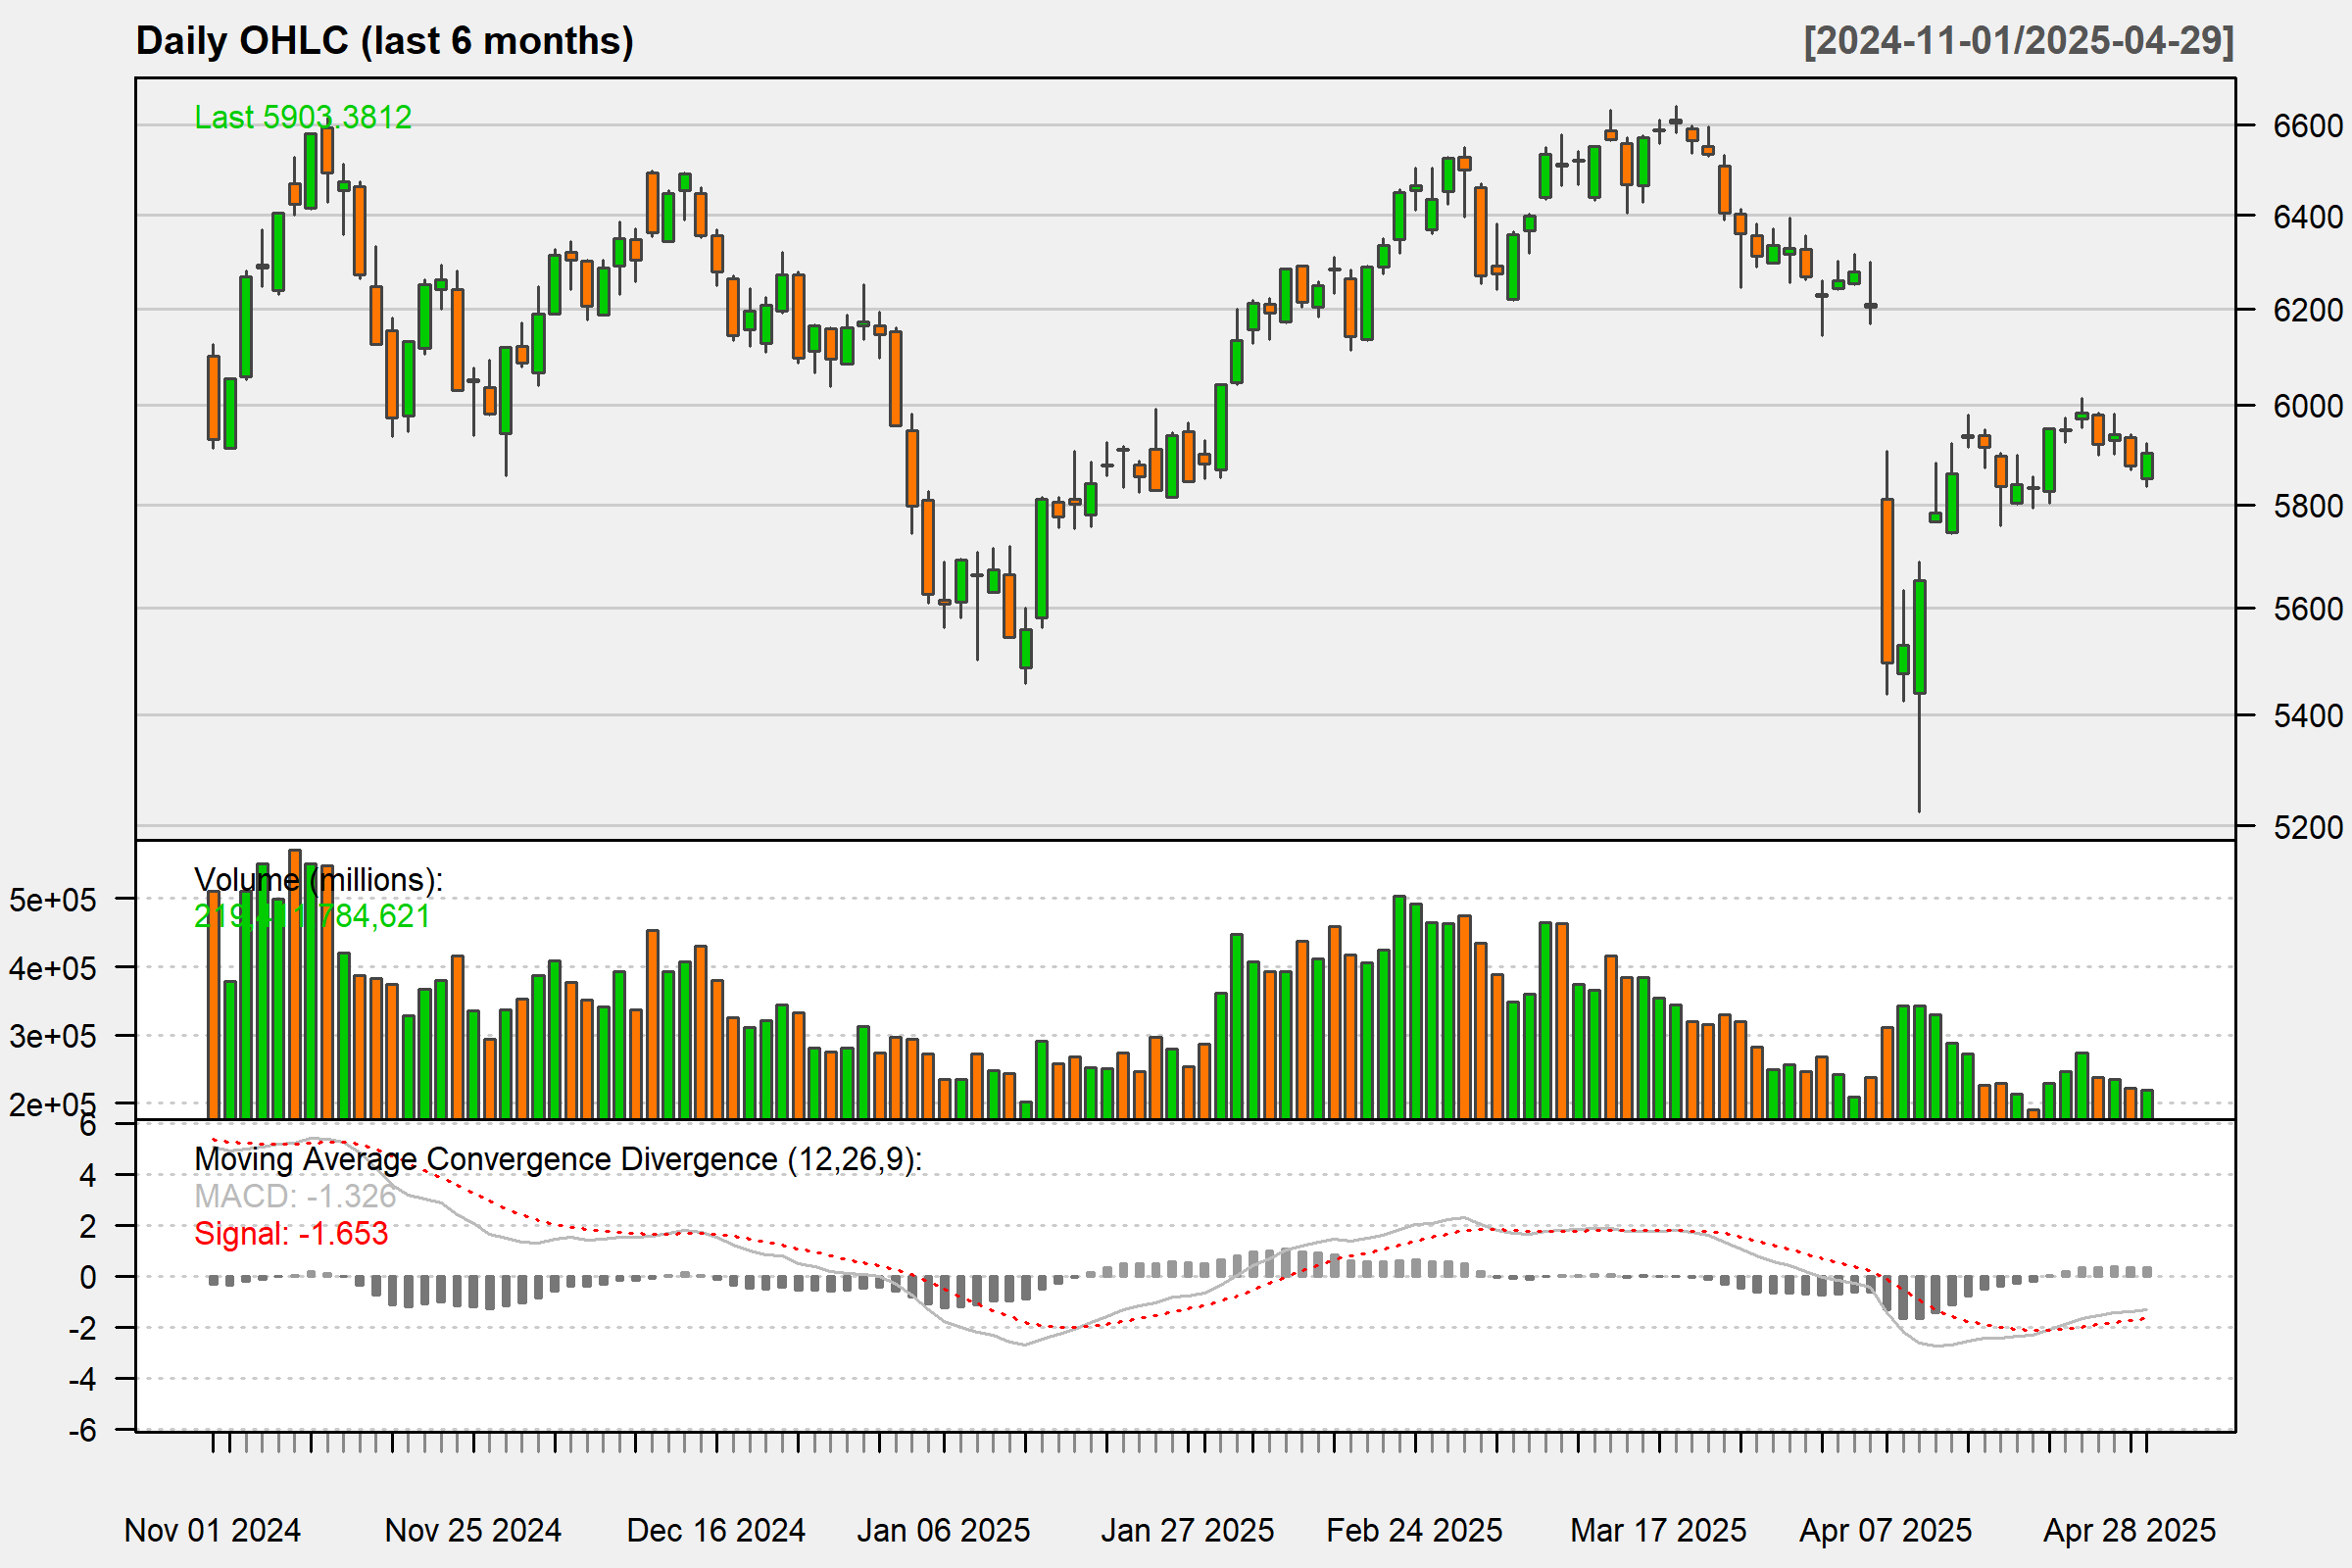 Daily OHLC (last 6 months)
[2024-11-01/2025-04-29]
Last 5903.3812
6600
6400
6200
6000
5800
5600
5400
5200
Volume (millions):
784,621
5e+05
4e+05
3e+05
2e+05
Moving Average Convergence Divergence (12,26,9):
MACD: -1.326
Signal: -1.653
6
4
2
0
-2
-4
-6
Nov 01 2024 Nov 25 2024 Dec 16 2024 Jan 06 2025 Jan 27 2025 Feb 24 2025 Mar 17 2025 Apr 07 2025 Apr 28 2025